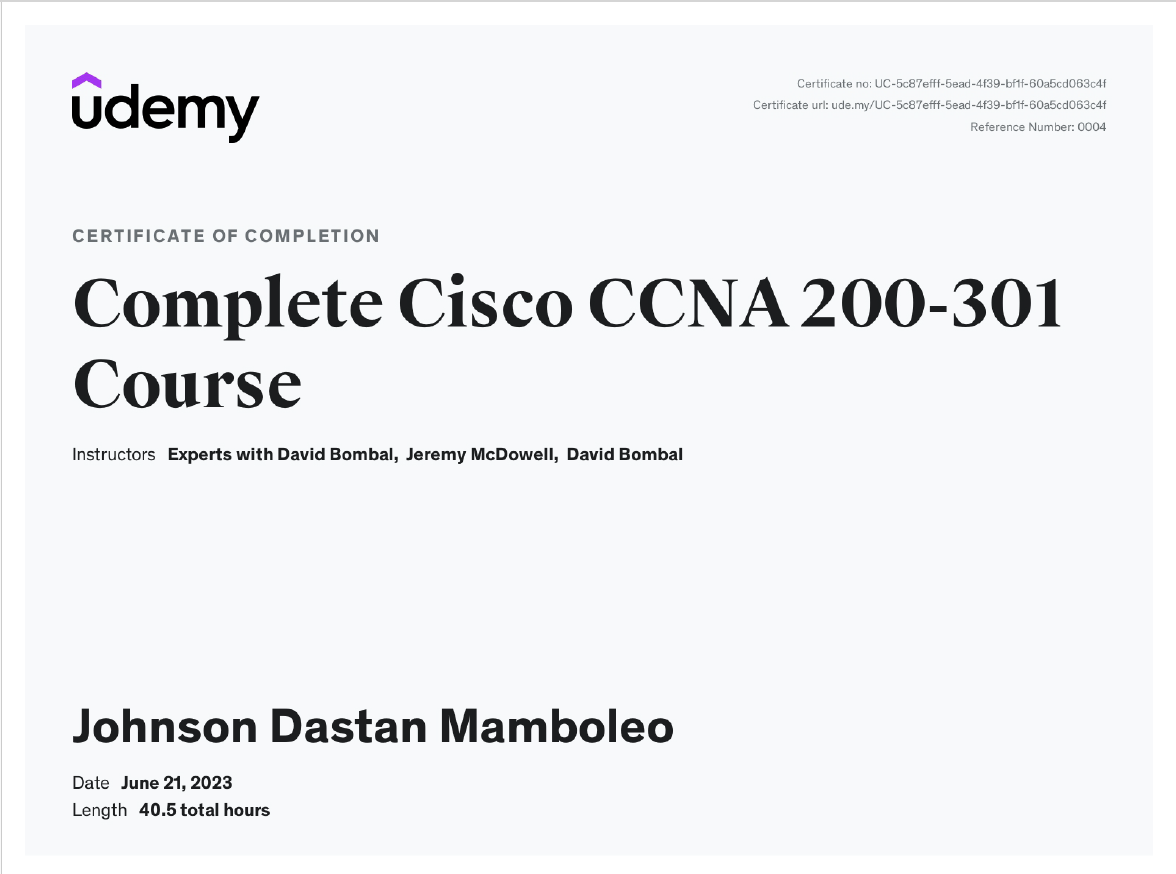 udemy
Certificate no: UC-5c87efff-5ead-4f39-bf1f-60a5cd063c4f
Certificate url: ude.my/UC-5c87efff-5ead-4f39-bf1f-60a5cd063c4f
Reference Number: 0004
CERTIFICATE OF COMPLETION
Complete Cisco CCNA 200-301
Course
Instructors Experts with David Bombal, Jeremy McDowell, David Bombal
Johnson Dastan Mamboleo
Date June 21, 2023
Length 40.5 total hours